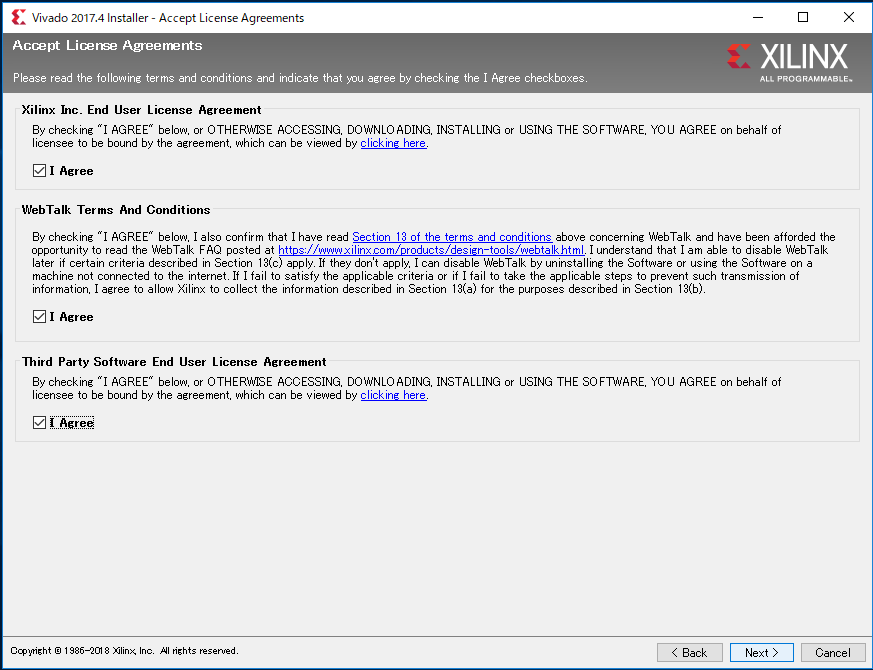 Vivado 2017.4 Installer - Accept License Agreements
Accept License Agreements
XILINX
ALL PROGRAMMABLE.
Please read the following terms and conditions and indicate that you agree by checking the I Agree checkboxes.
Xilinx Inc. End User License Agreement
By checking "I AGREE" below, or OTHERWISE ACCESSING, DOWNLOADING, INSTALLING or USING THE SOFTWARE, YOU AGREE on behalf of
licensee to be bound by the agreement, which can be viewed by clicking here.
I Agree
WebTalk Terms And Conditions
By checking "I AGREE" below, I also confirm that I have read Section 13 of the terms and conditions above concerning WebTalk and have been afforded the
opportunity to read the WebTalk FAQ posted at https://www.xilinx.com/products/design-tools/webtalk.html. I understand that I am able to disable WebTalk
later if certain criteria described in Section 13(c) apply. If they don't apply, I can disable WebTalk by uninstalling the Software or using the Software on a
machine not connected to the internet. If I fail to satisfy the applicable criteria or if I fail to take the applicable steps to prevent such transmission of
information, I agree to allow Xilinx to collect the information described in Section 13(a) for the purposes described in Section 13(b).
I Agree
Third Party Software End User License Agreement
By checking "I AGREE" below, or OTHERWISE ACCESSING, DOWNLOADING, INSTALLING or USING THE SOFTWARE, YOU AGREE on behalf of
licensee to be bound by the agreement, which can be viewed by clicking here.
I Agree
Copyright © 1986-2018 Xilinx, Inc. All rights reserved.
< Back
Next >
Cancel